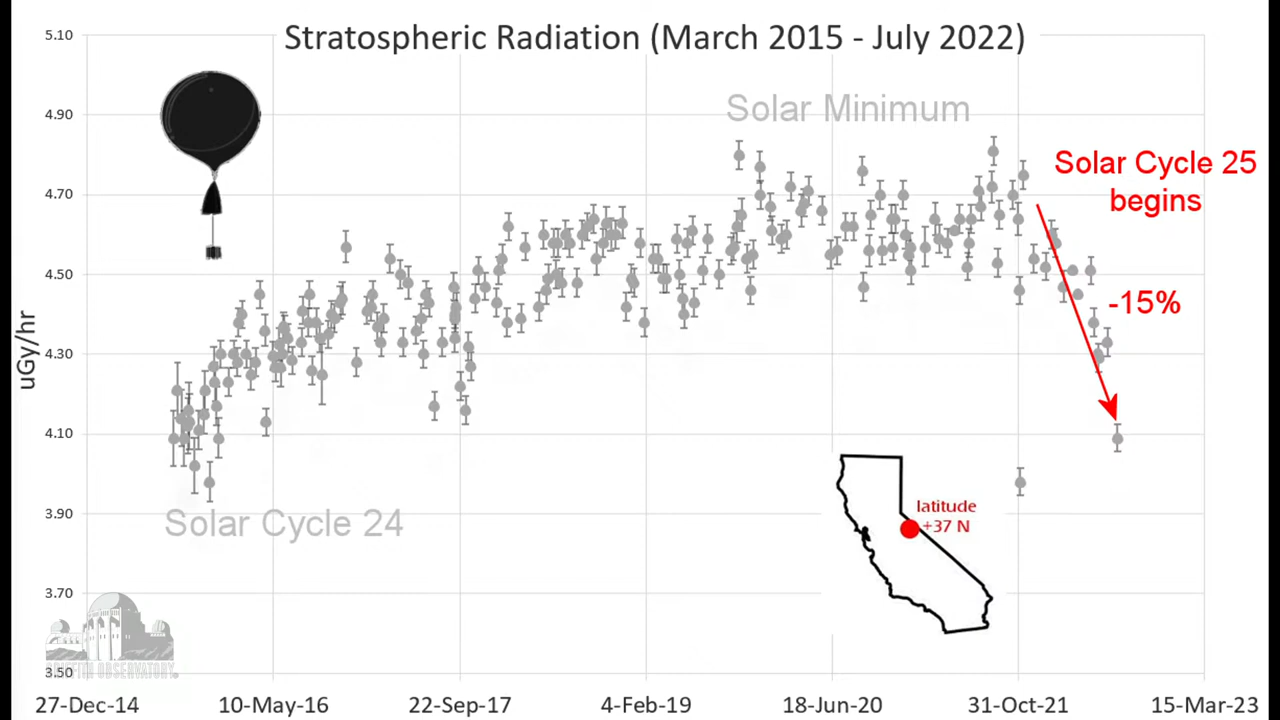 Stratospheric Radiation (March 2015 - July 2022)
5.10
4.90
4.70
4.50
4.30
4.10
3.90
3.70
3.50
uGy/hr
Solar Minimum
Solar Cycle 25
begins
-15%
Solar Cycle 24
latitude
+37 N
GRIFFITH OBSERVATORY
27-Dec-14
10-May-16
22-Sep-17
4-Feb-19
18-Jun-20
31-Oct-21
15-Mar-23